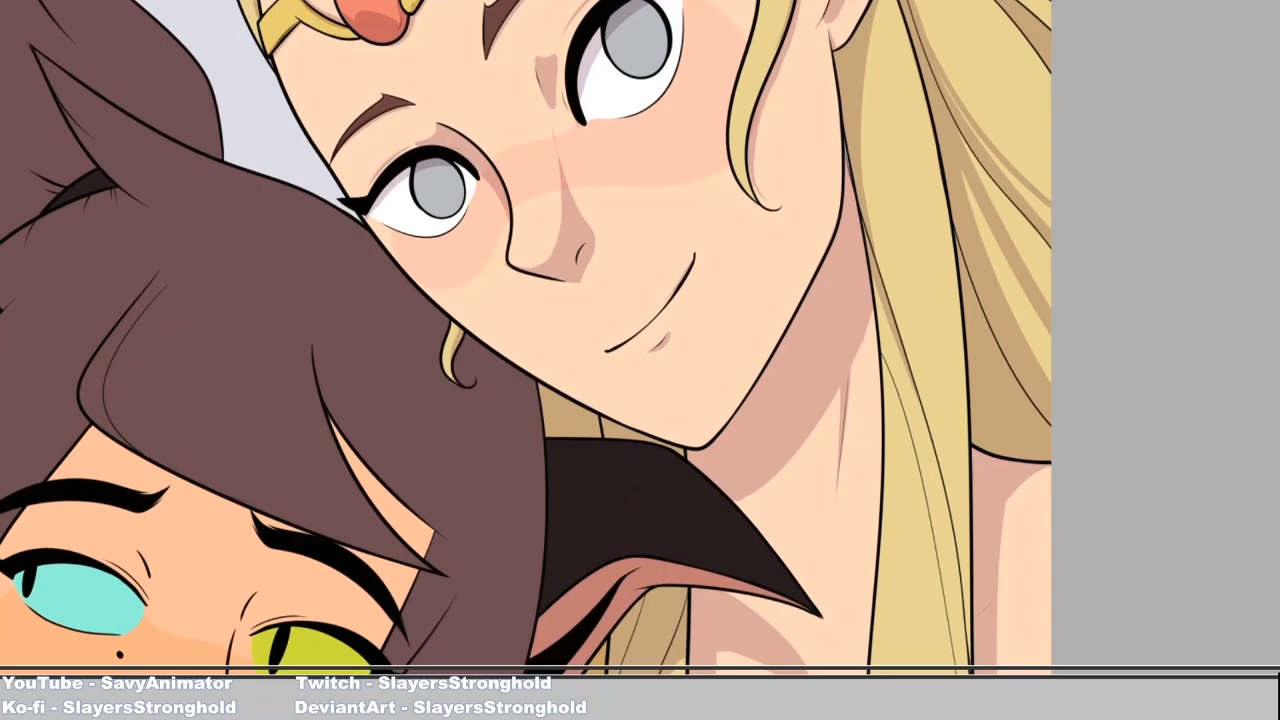 YouTube - SavyAnimator Twitch - SlayersStronghold
Ko-fi - SlayersStronghold DeviantArt - SlayersStronghold